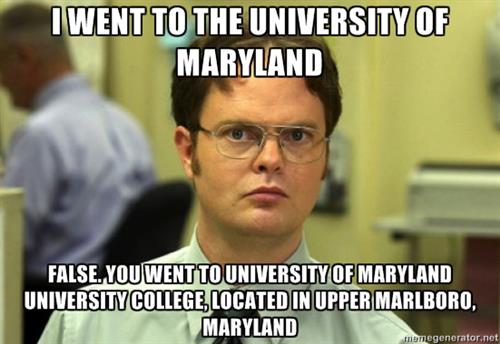 I WENT TO THE UNIVERSITY OF
MARYLAND
FALSE. YOU WENT TO UNIVERSITY OF MARYLAND
UNIVERSITY COLLEGE, LOCATED IN UPPER MARLBORO,
MARYLAND
memegenerator.net